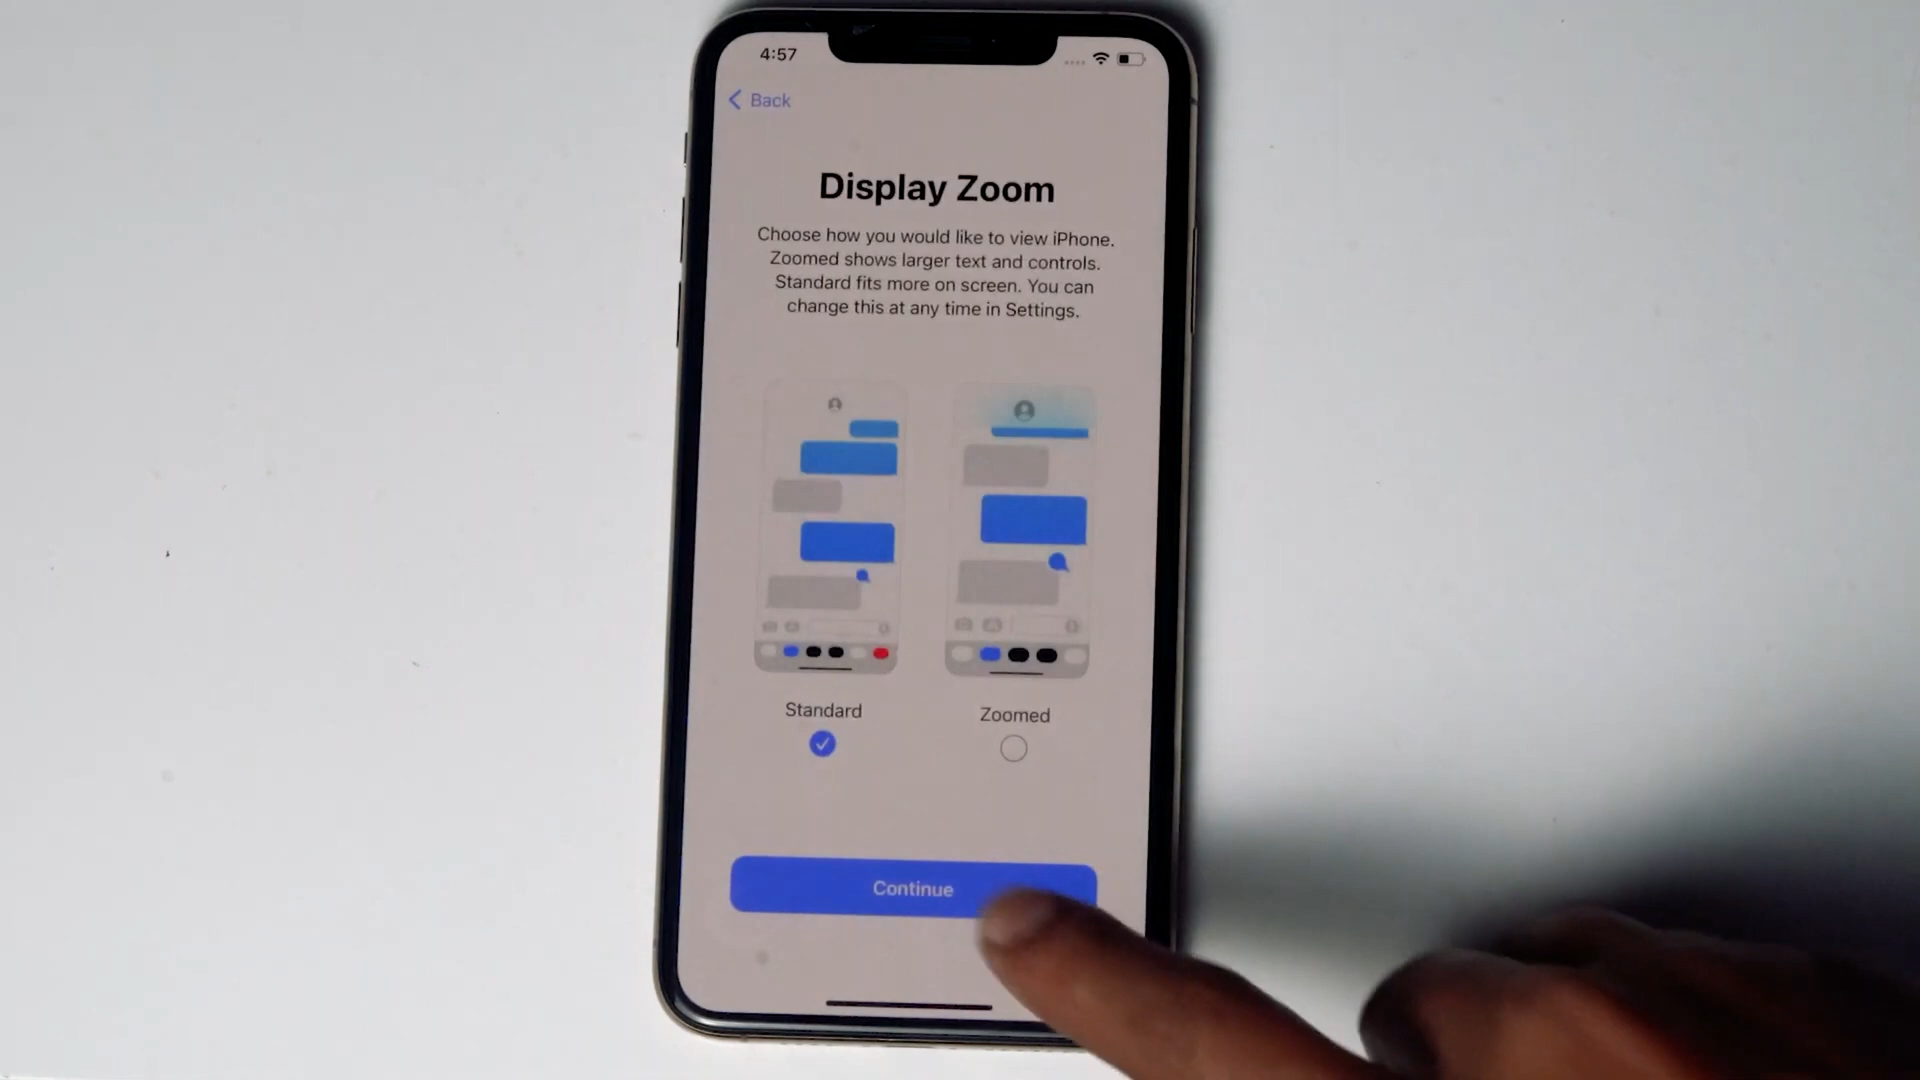 4:57
Back
Display Zoom
Choose how you would like to view iPhone.
Zoomed shows larger text and controls.
Standard fits more on screen. You can
change this at any time in Settings.
Standard
Zoomed
Continue